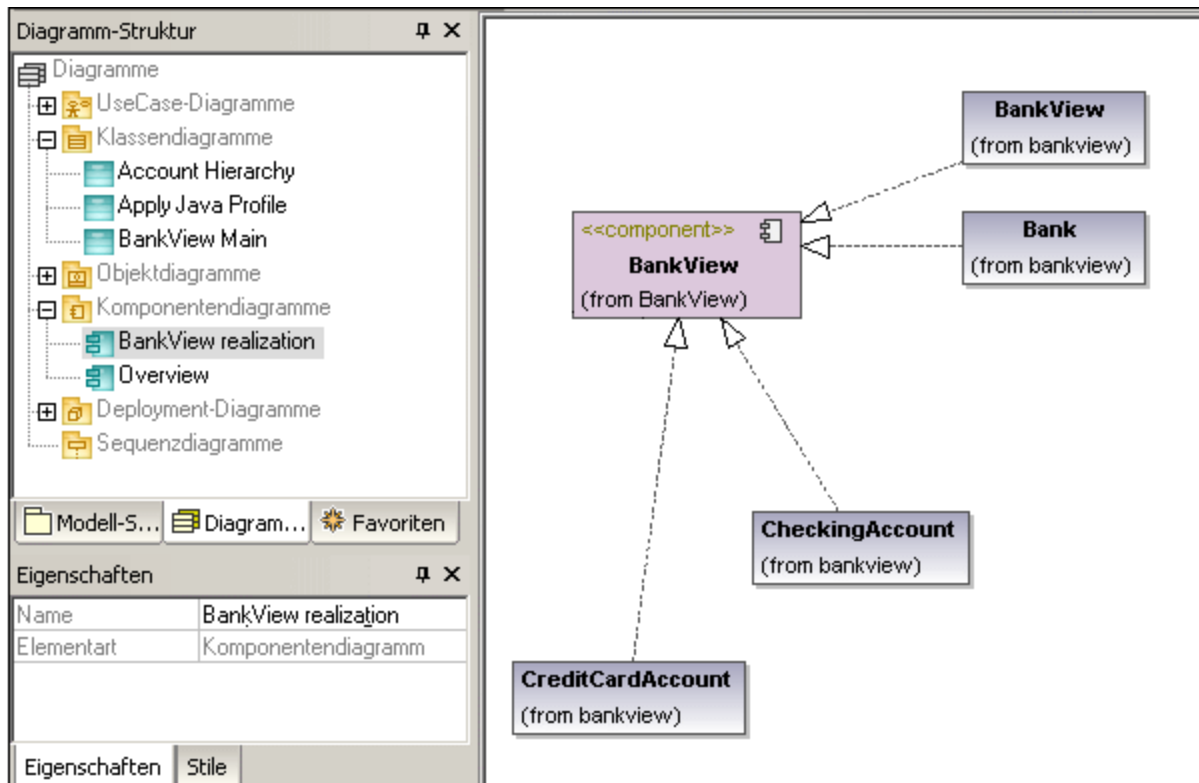 Diagramm-Struktur
Diagramme
UseCase-Diagramme
Klassendiagramme
Account Hierarchy
Apply Java Profile
BankView Main
Objektdiagramme
Komponentendiagramme
BankView realization
Overview
Deployment-Diagramme
Sequenzdiagramme
Modell-S... Diagram... Favoriten
Eigenschaften
Name BankView realization
Elementart Komponentendiagramm
Eigenschaften Stile
BankView
(from bankview)
<<component>>
BankView
(from BankView)
Bank
(from bankview)
CheckingAccount
(from bankview)
CreditCardAccount
(from bankview)